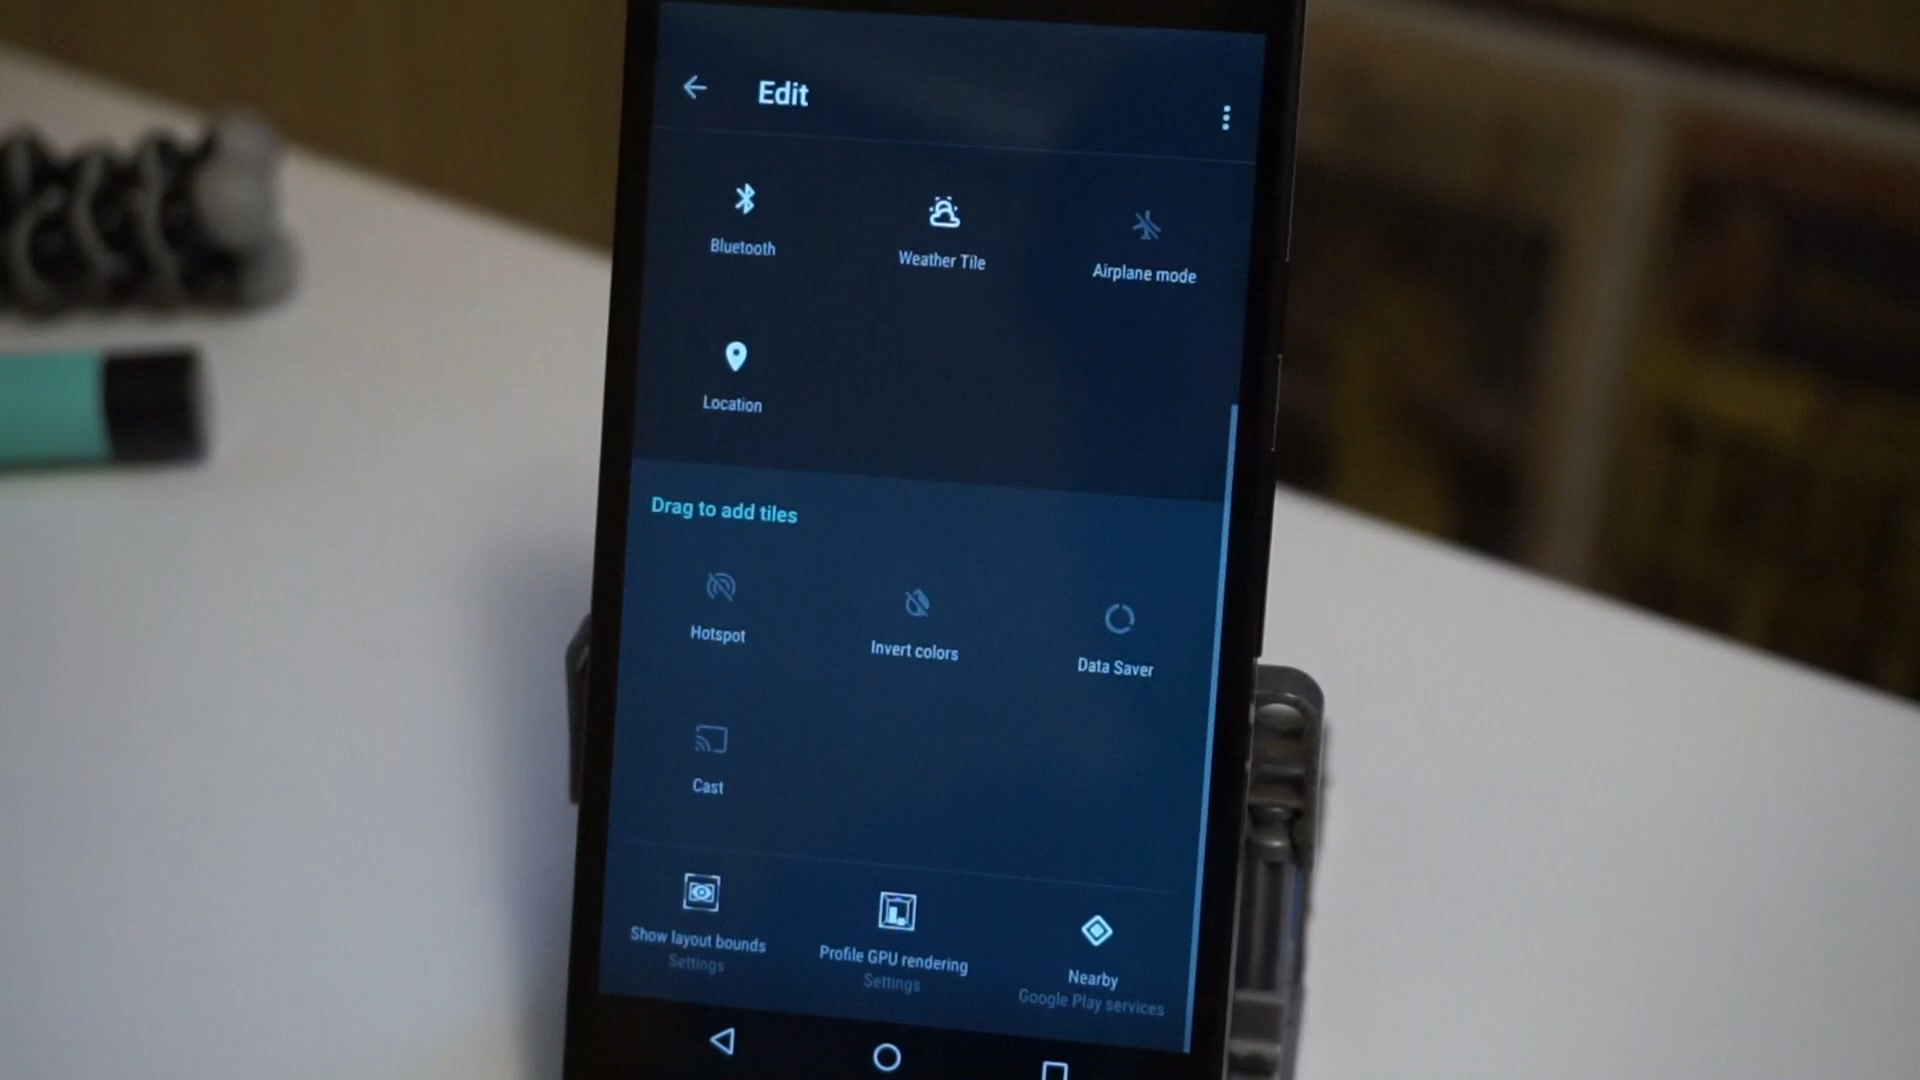 Edit
Bluetooth
Weather Tile
Airplane mode
Location
Drag to add tiles
Hotspot
Invert colors
Data Saver
Cast
Show layout bounds
Settings
Profile GPU rendering
Settings
Nearby
Google Play services